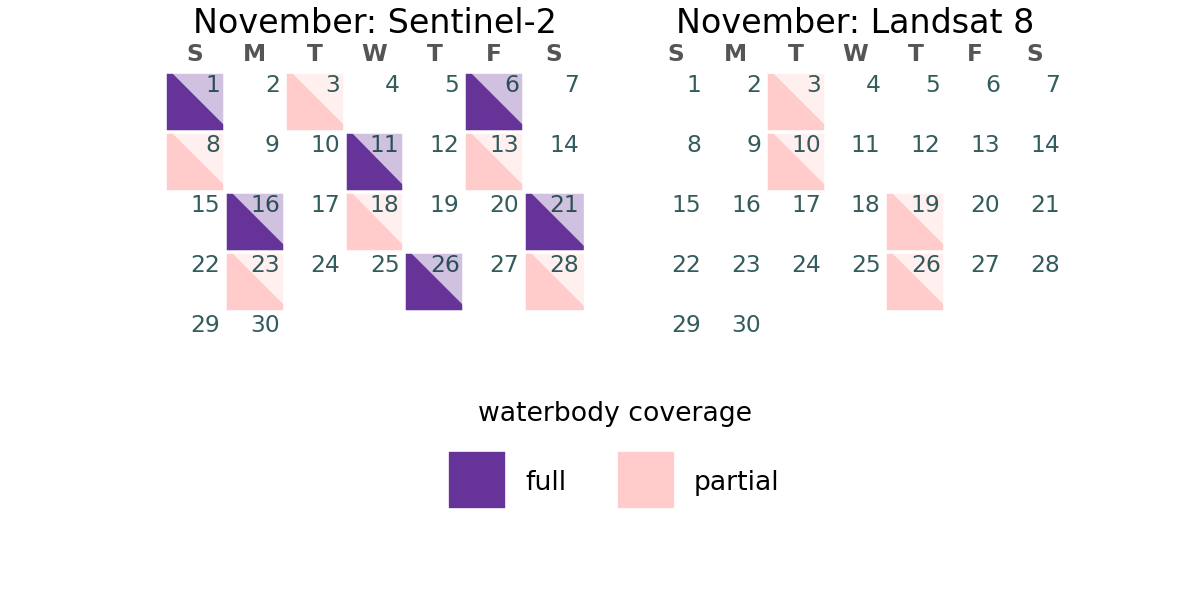 November: Sentinel-2
S M T W T F S
1 2 3 4 5 6 7
8 9 10 11 12 13 14
15 16 17 18 19 20 21
22 23 24 25 26 27 28
29 30
November: Landsat 8
S M T W T F S
1 2 3 4 5 6 7
8 9 10 11 12 13 14
15 16 17 18 19 20 21
22 23 24 25 26 27 28
29 30
waterbody coverage
full
partial